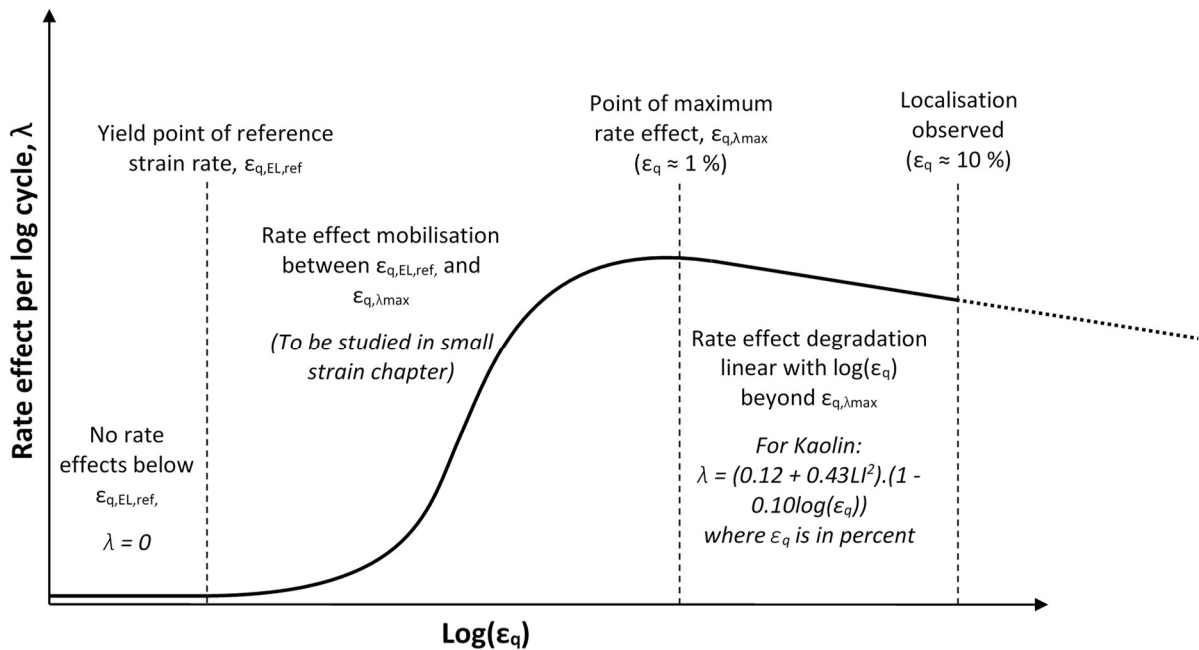 Rate effect per log cycle, λ
Yield point of reference
strain rate, εq,EL,ref
Point of maximum
rate effect, εq,λmax
(εq ≈ 1 %)
Localisation
observed
(εq ≈ 10 %)
Rate effect mobilisation
between εq,EL,ref, and
εq,λmax
(To be studied in small
strain chapter)
No rate
effects below
εq,EL,ref,
λ = 0
Rate effect degradation
linear with log(εq)
beyond εq,λmax
For Kaolin:
λ = (0.12 + 0.43LI²).(1 -
0.10log(εq))
where εq is in percent
Log(εq)